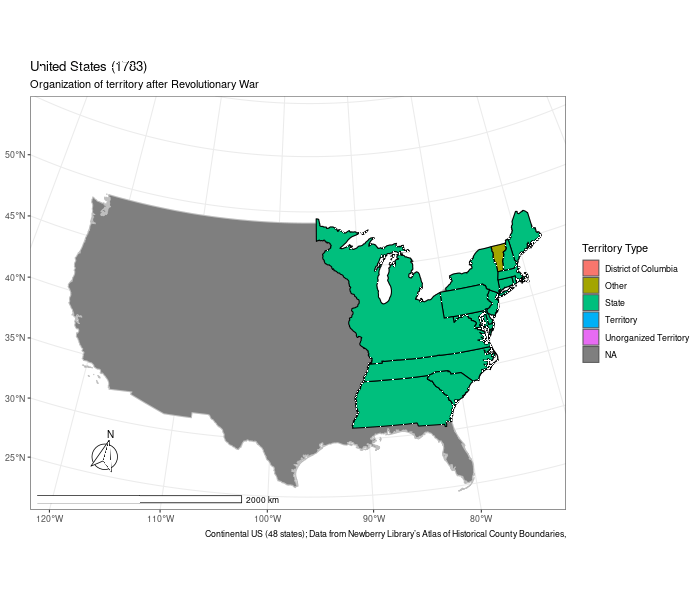 United States (1783)
Organization of territory after Revolutionary War
50°N
45°N
40°N
35°N
30°N
25°N
N
2000 km
120°W
110°W
100°W
90°W
80°W
Territory Type
District of Columbia
Other
State
Territory
Unorganized Territory
NA
Continental US (48 states); Data from Newberry Library's Atlas of Historical County Boundaries,